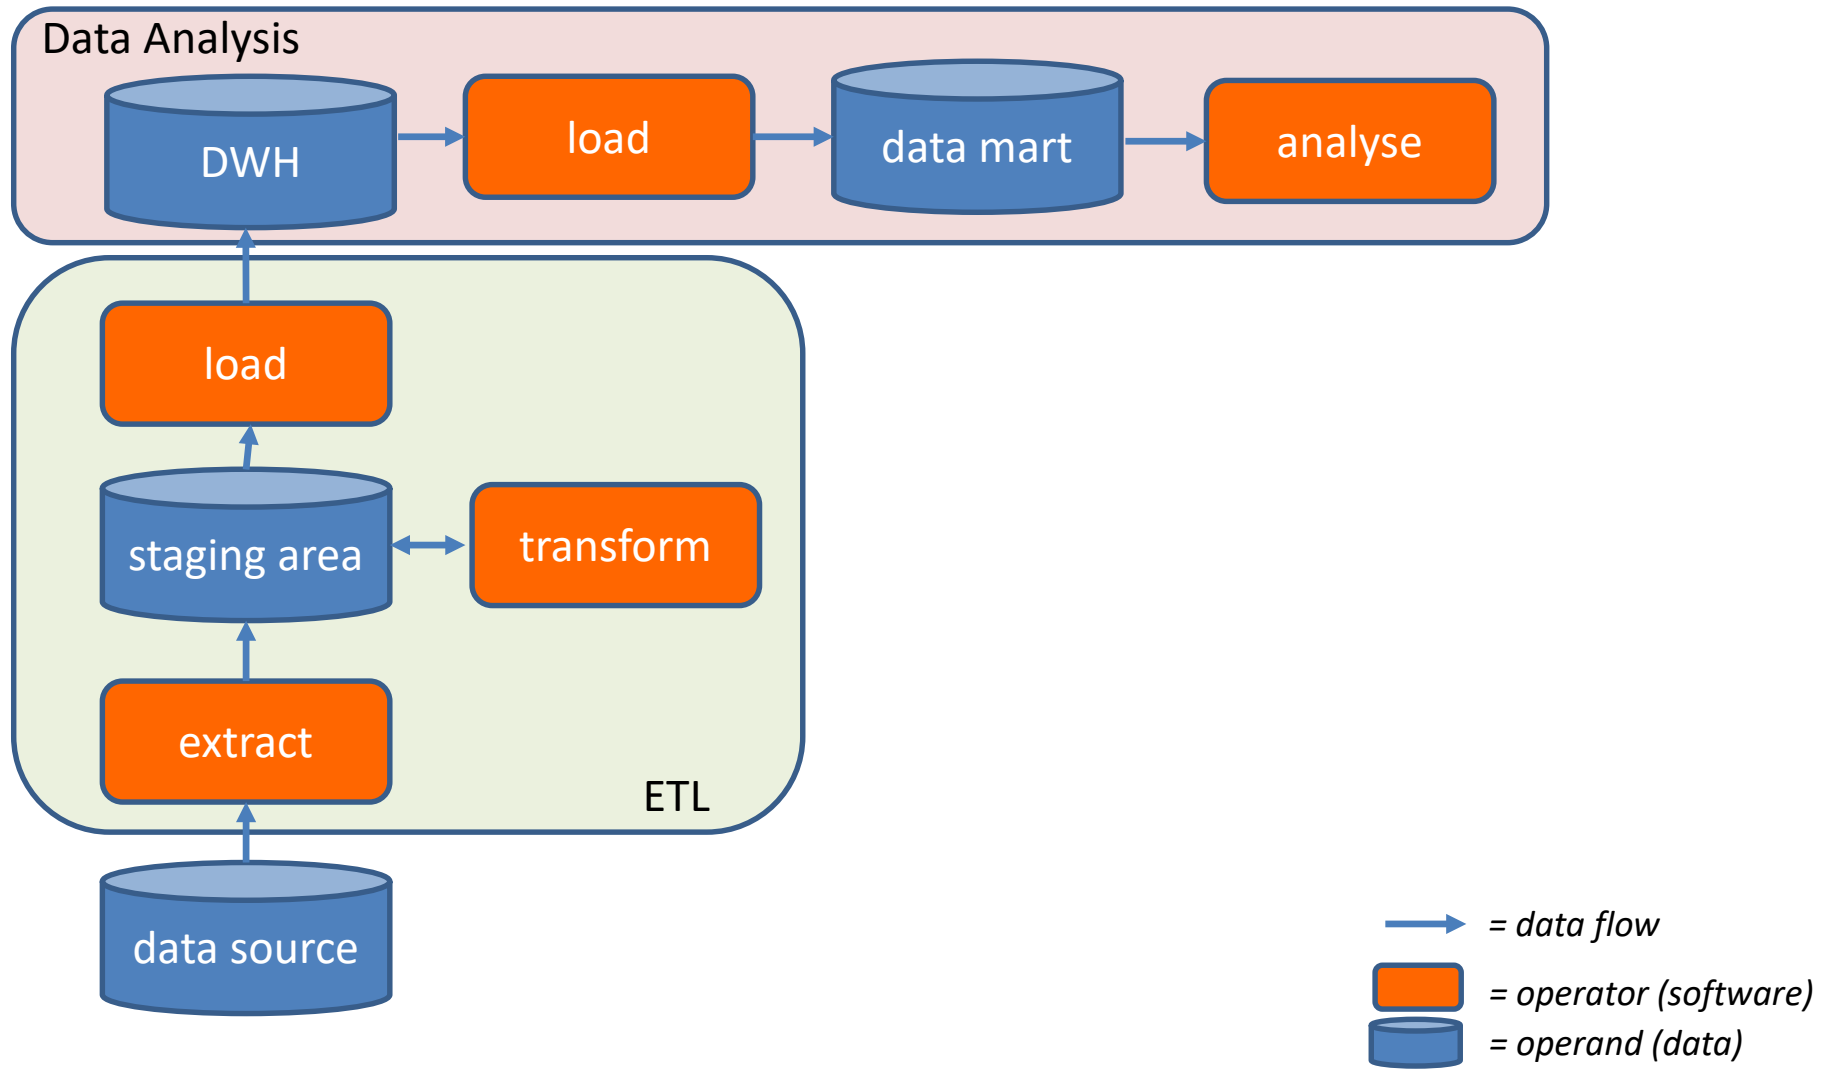 Data Analysis
DWH
load
data mart
analyse
load
staging area
transform
extract
ETL
data source
= data flow
= operator (software)
= operand (data)